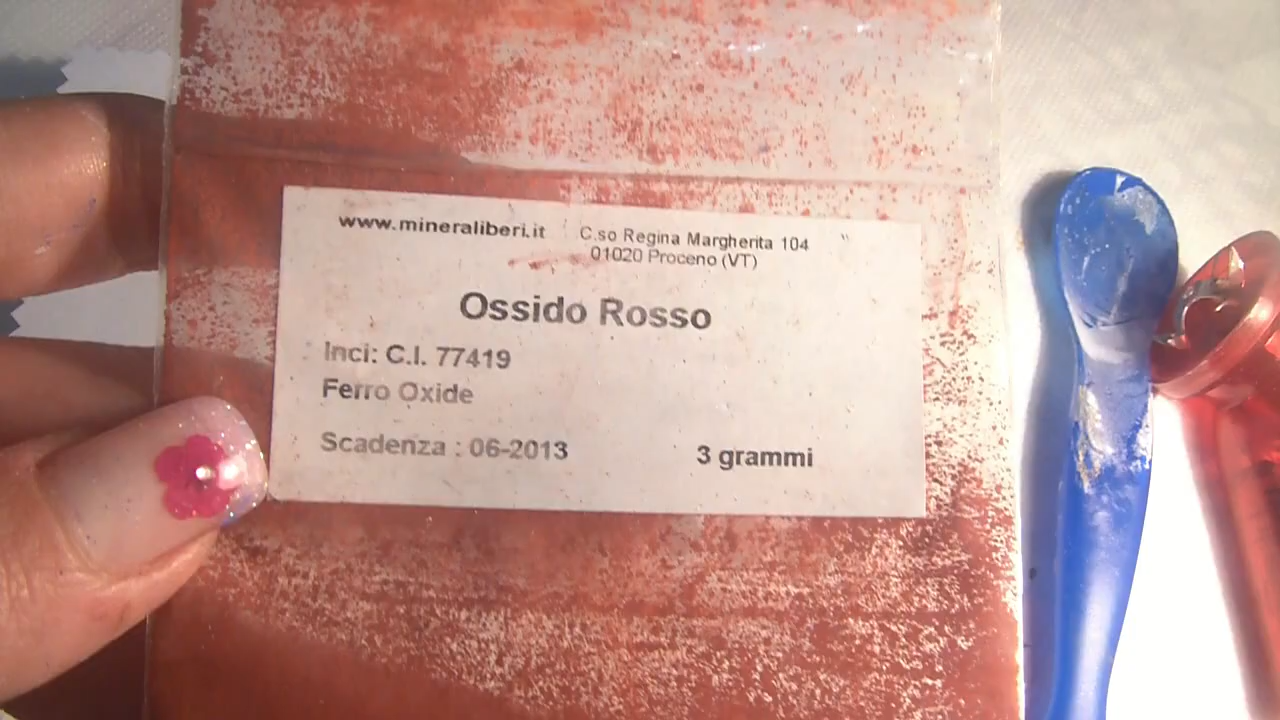 www.mineraliberi.it C.so Regina Margherita 104
01020 Proceno (VT)
Ossido Rosso
Inci: C.I. 77419
Ferro Oxide
Scadenza : 06-2013 3 grammi